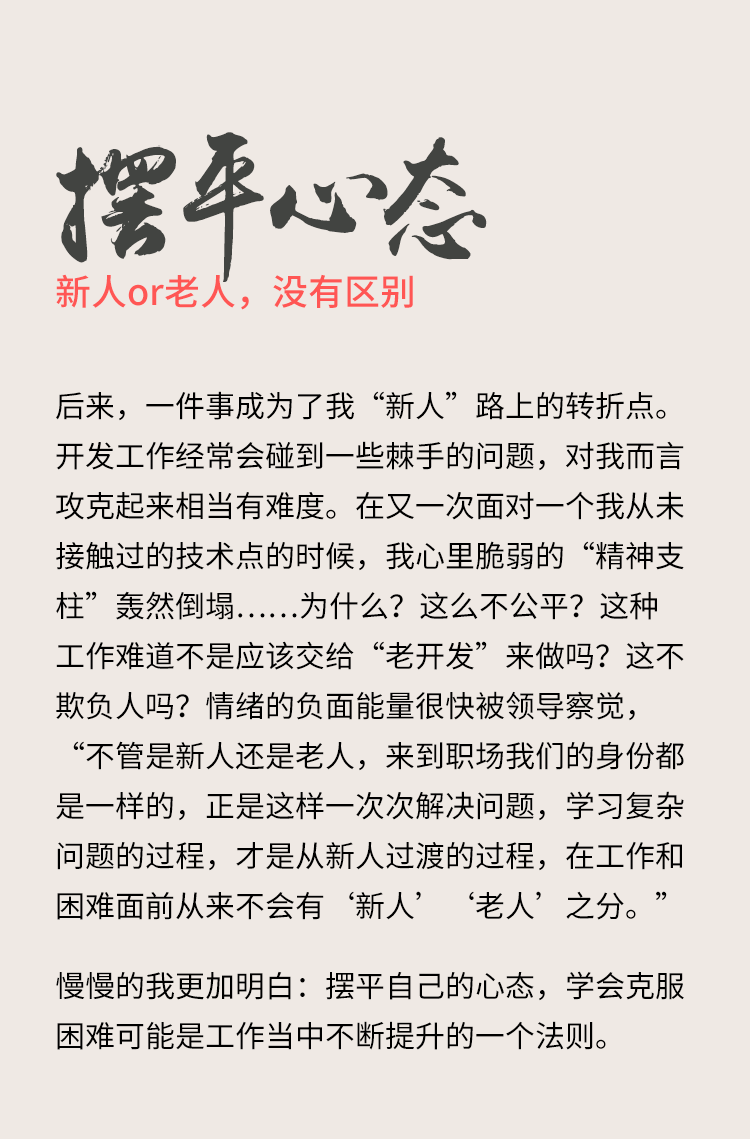 摆平心态
新人or老人，没有区别
后来，一件事成为了我“新人”路上的转折点。
开发工作经常会碰到一些棘手的问题，对我而言
攻克起来相当有难度。在又一次面对一个我从未
接触过的技术点的时候，我心里脆弱的“精神支
柱”轰然倒塌……为什么？这么不公平？这种
工作难道不是应该交给“老开发”来做吗？这不
欺负人吗？情绪的负面能量很快被领导察觉，
“不管是新人还是老人，来到职场我们的身份都
是一样的，正是这样一次次解决问题，学习复杂
问题的过程，才是从新人过渡的过程，在工作和
困难面前从来不会有‘新人’‘老人’之分。”
慢慢的我更加明白：摆平自己的心态，学会克服
困难可能是工作当中不断提升的一个法则。